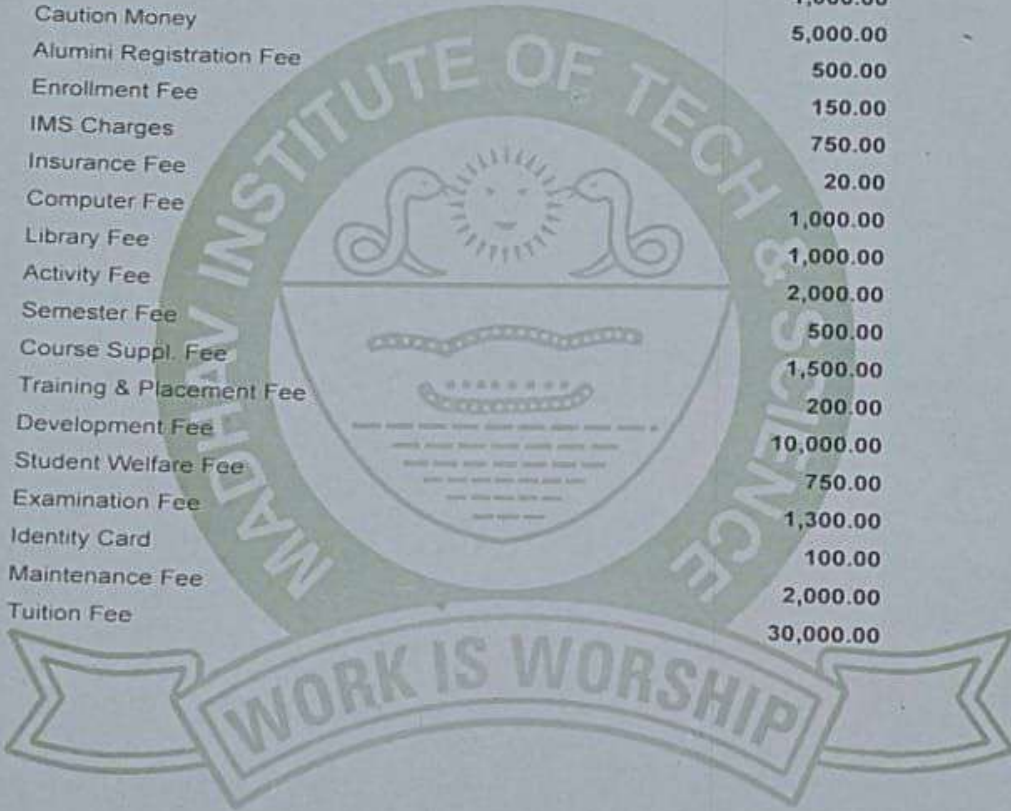 Caution Money 5,000.00
Alumini Registration Fee 500.00
Enrollment Fee 150.00
IMS Charges 750.00
Insurance Fee 20.00
Computer Fee 1,000.00
Library Fee 1,000.00
Activity Fee 2,000.00
Semester Fee 500.00
Course Suppl. Fee 1,500.00
Training & Placement Fee 200.00
Development Fee 10,000.00
Student Welfare Fee 750.00
Examination Fee 1,300.00
Identity Card 100.00
Maintenance Fee 2,000.00
Tuition Fee 30,000.00
MADHAV INSTITUTE OF TECH & SCIENCE
WORK IS WORSHIP